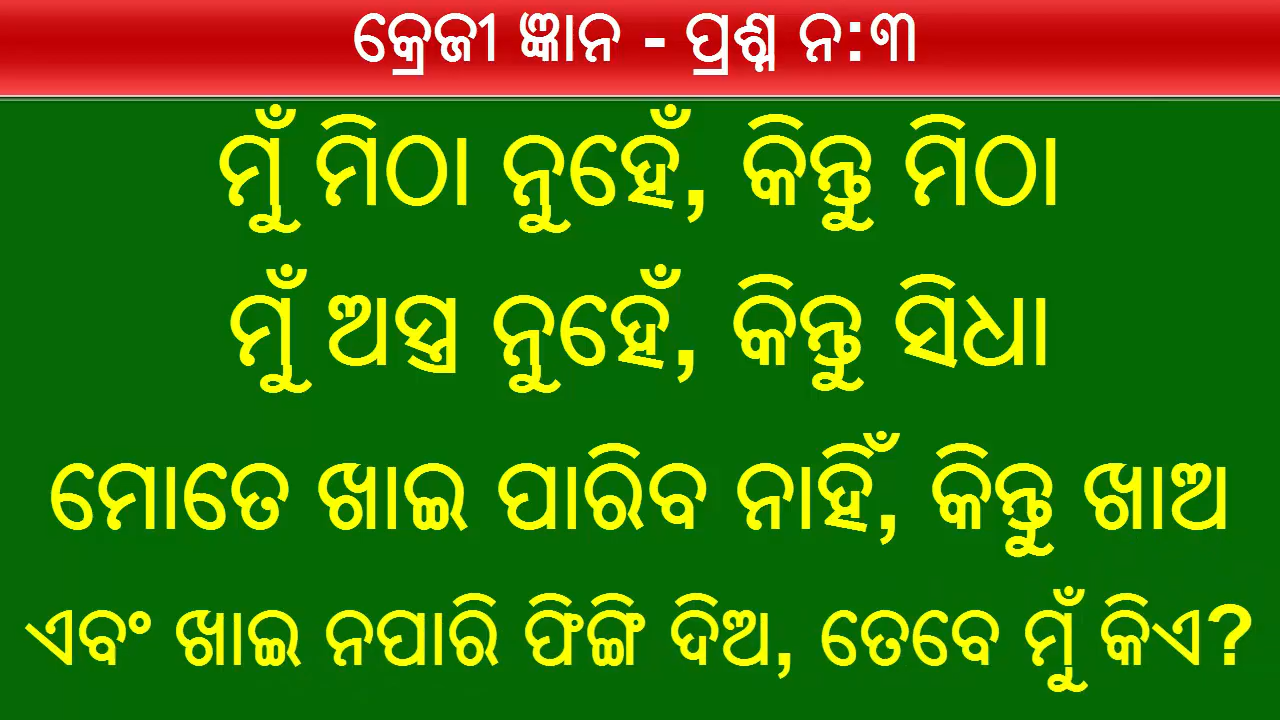 କ୍ରେଜୀ ଜ୍ଞାନ - ପ୍ରଶ୍ନ ନ:୩
ମୁଁ ମିଠା ନୁହେଁ, କିନ୍ତୁ ମିଠା
ମୁଁ ଅସ୍ତ୍ର ନୁହେଁ, କିନ୍ତୁ ସିଧା
ମୋତେ ଖାଇ ପାରିବ ନାହିଁ, କିନ୍ତୁ ଖାଅ
ଏବଂ ଖାଇ ନପାରି ଫିଙ୍ଗି ଦିଅ, ତେବେ ମୁଁ କିଏ?